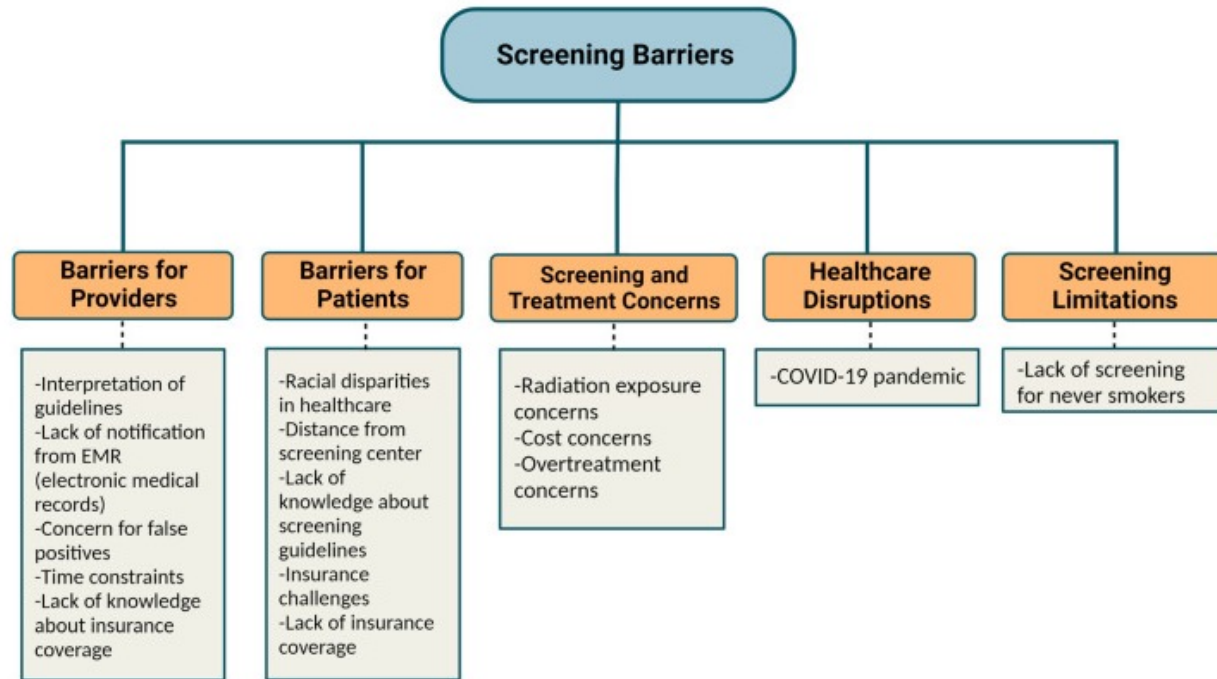 Screening Barriers
Barriers for
Providers
-Interpretation of
guidelines
-Lack of notification
from EMR
(electronic medical
records)
-Concern for false
positives
-Time constraints
-Lack of knowledge
about insurance
coverage
Barriers for
Patients
-Racial disparities
in healthcare
-Distance from
screening center
-Lack of
knowledge about
screening
guidelines
-Insurance
challenges
-Lack of insurance
coverage
Screening and
Treatment Concerns
-Radiation exposure
concerns
-Cost concerns
-Overtreatment
concerns
Healthcare
Disruptions
-COVID-19 pandemic
Screening
Limitations
-Lack of screening
for never smokers